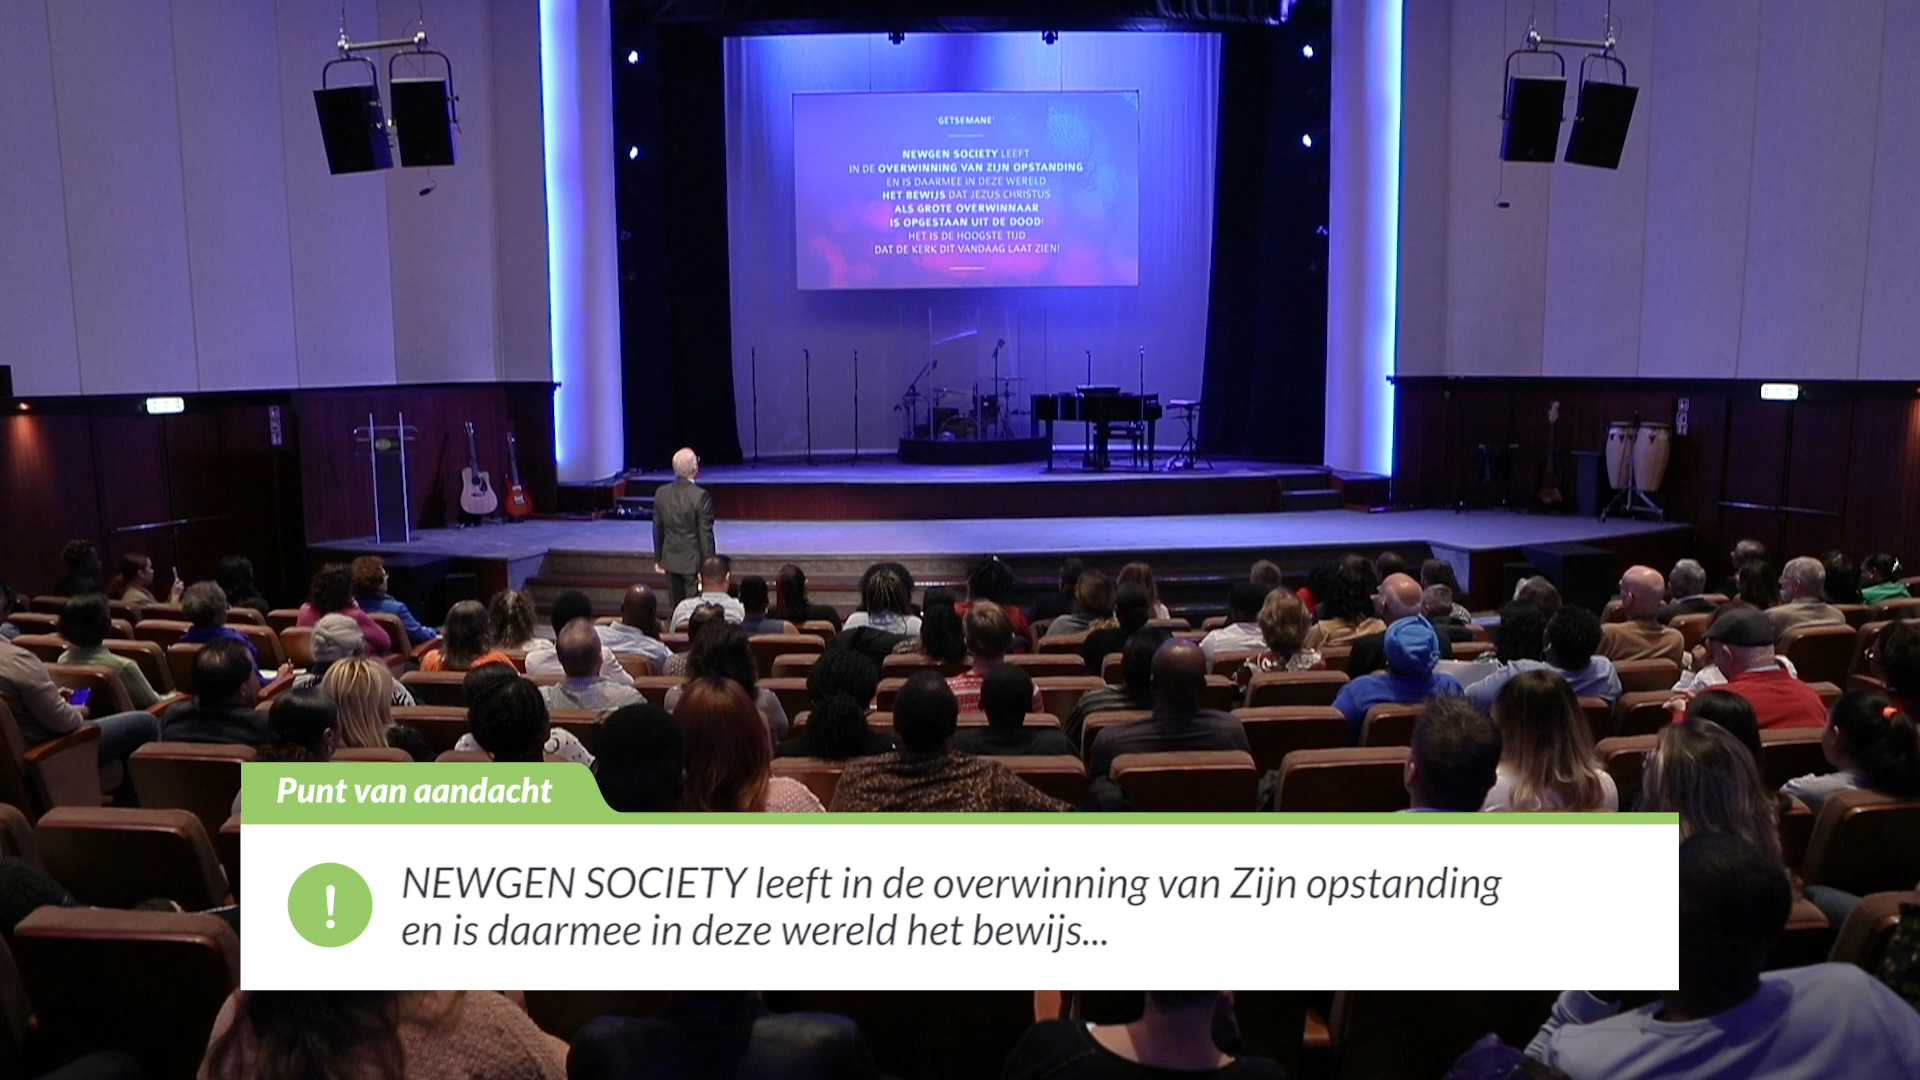 'GETSEMANE'
NEWGEN SOCIETY LEEFT
IN DE OVERWINNING VAN ZIJN OPSTANDING
EN IS DAARMEE IN DEZE WERELD
HET BEWIJS DAT JEZUS CHRISTUS
ALS GROTE OVERWINNAAR
IS OPGESTAAN UIT DE DOOD!
HET IS DE HOOGSTE TIJD
DAT DE KERK DIT VANDAAG LAAT ZIEN!
Punt van aandacht
!
NEWGEN SOCIETY leeft in de overwinning van Zijn opstanding
en is daarmee in deze wereld het bewijs...